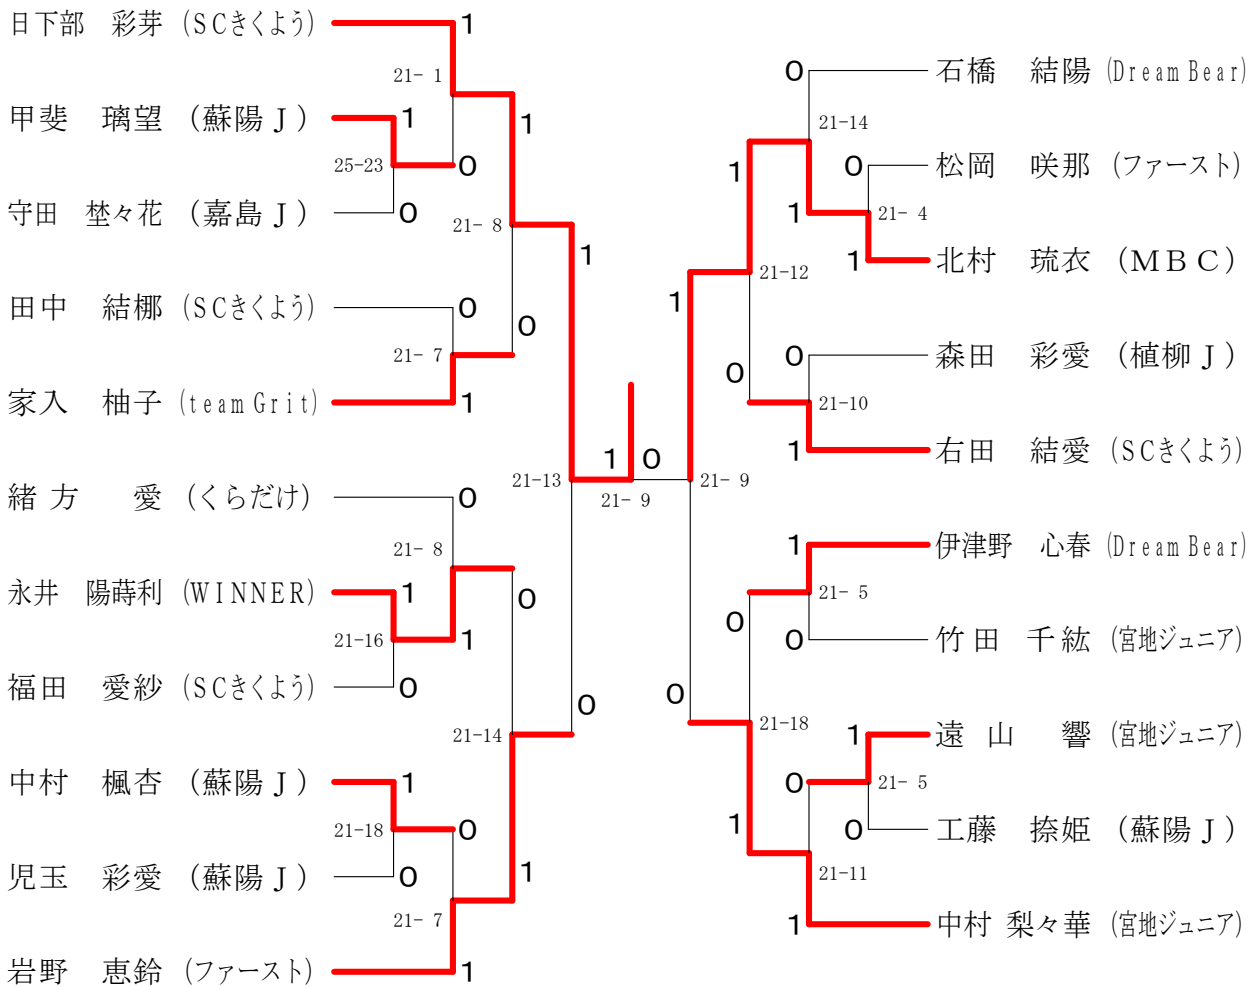 日下部 彩芽 (SCきくよう)
1
21- 1
甲斐 璃望 (蘇陽J)
1
25-23
0
守田 埜々花 (嘉島J)
0
1
21- 8
田中 結梛 (SCきくよう)
0
21- 7
0
家入 柚子 (team Grit)
1
1
21-13
緒方 愛 (くらだけ)
0
21- 8
永井 陽蒔利 (WINNER)
1
21-16
1
福田 愛紗 (SCきくよう)
0
0
21-14
0
中村 楓杏 (蘇陽J)
1
21-18
0
児玉 彩愛 (蘇陽J)
0
1
21- 7
岩野 恵鈴 (ファースト)
1
1 0
21- 9
0
石橋 結陽 (Dream Bear)
21-14
0
松岡 咲那 (ファースト)
1
1
21- 4
1
北村 琉衣 (MBC)
21-12
1
0
森田 彩愛 (植柳J)
0
21-10
1
右田 結愛 (SCきくよう)
21- 9
1
伊津野 心春 (Dream Bear)
21- 5
0
0
竹田 千紘 (宮地ジュニア)
0
21-18
1
遠山 響 (宮地ジュニア)
0
21- 5
1
0
工藤 捺姫 (蘇陽J)
21-11
1
中村 梨々華 (宮地ジュニア)